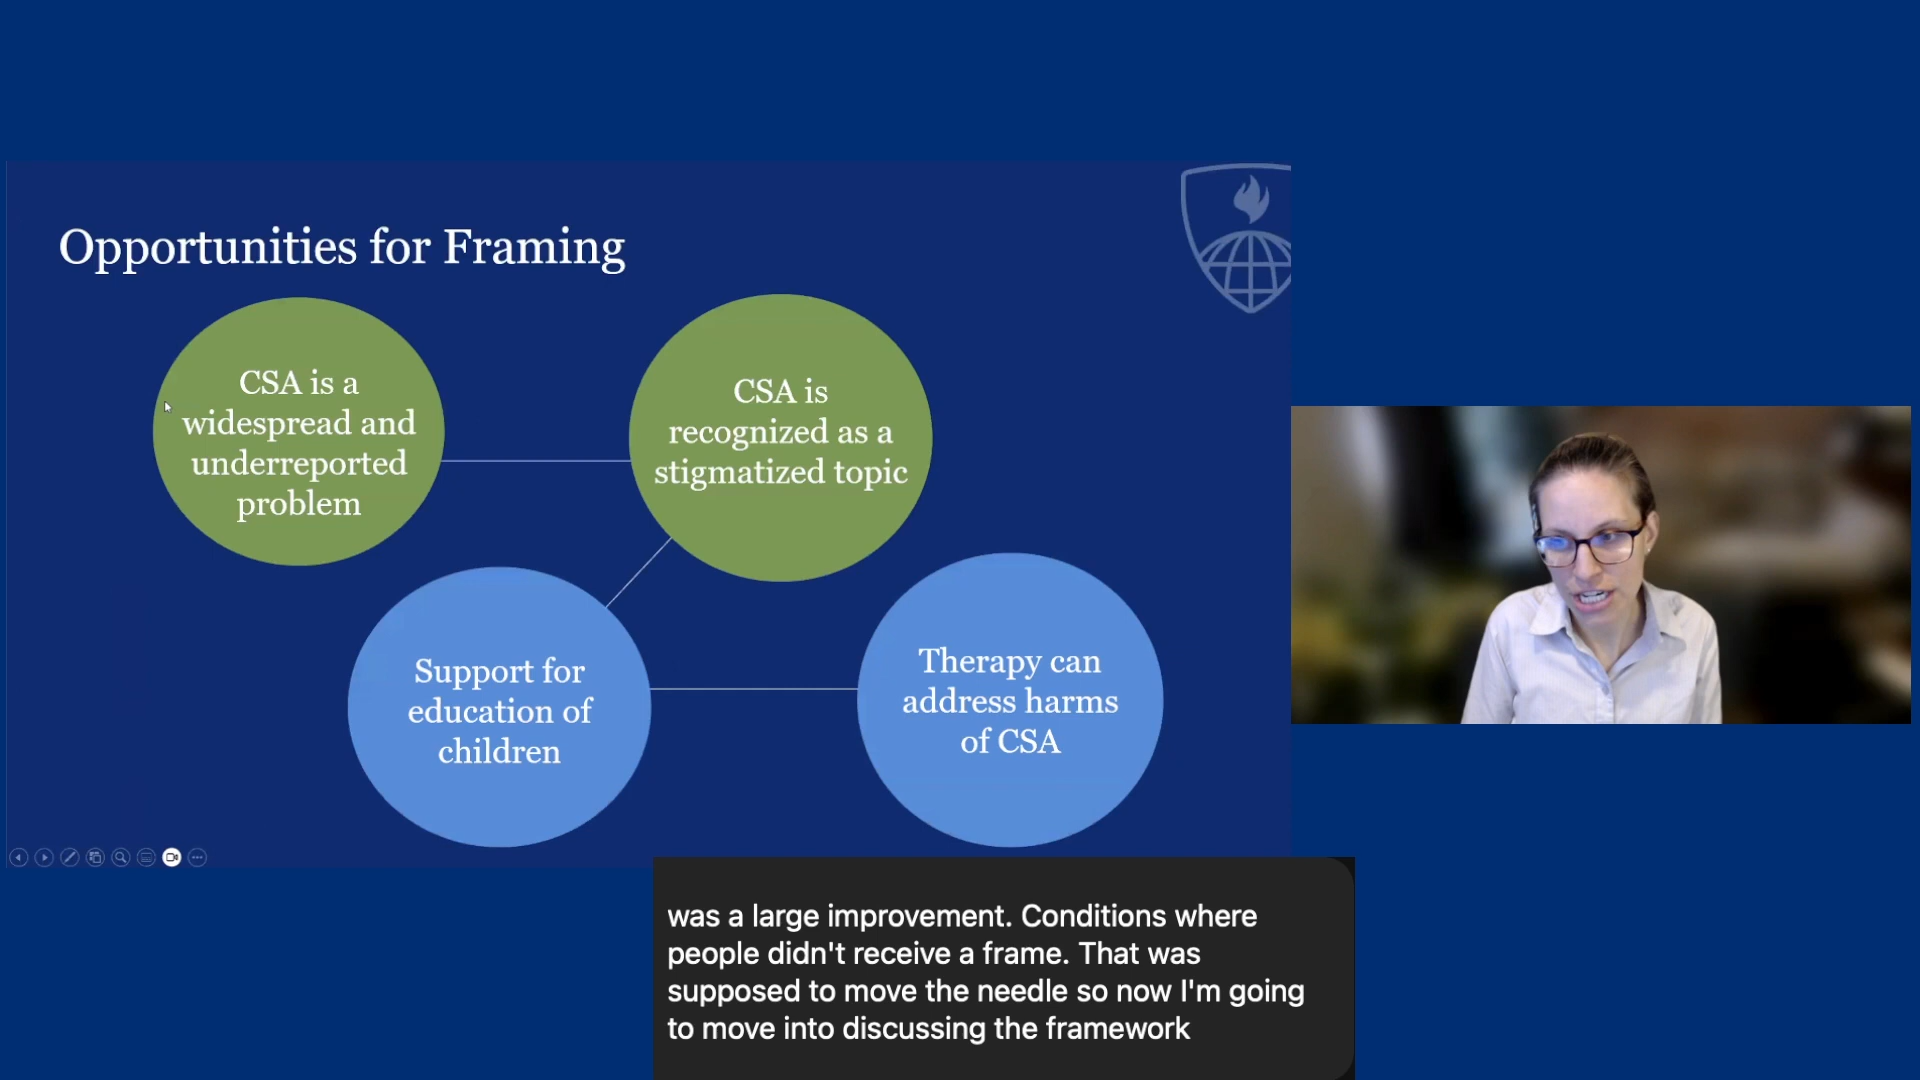 Opportunities for Framing
CSA is a
widespread and
underreported
problem
CSA is
recognized as a
stigmatized topic
Support for
education of
children
Therapy can
address harms
of CSA
was a large improvement. Conditions where
people didn't receive a frame. That was
supposed to move the needle so now I'm going
to move into discussing the framework